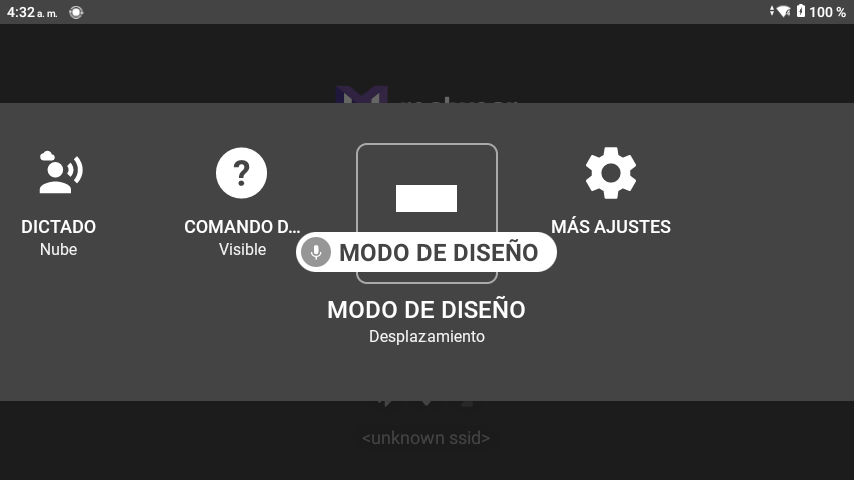 4:32 a. m.
100 %
DICTADO
Nube
COMANDO D...
Visible
MODO DE DISEÑO
MÁS AJUSTES
MODO DE DISEÑO
Desplazamiento
<unknown ssid>